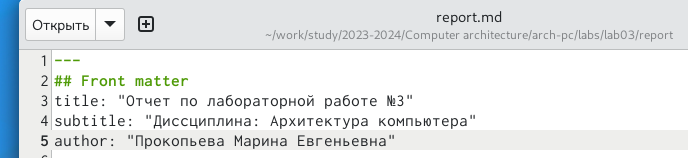 Открыть
report.md
~/work/study/2023-2024/Computer architecture/arch-pc/labs/lab03/report
1 ---
2 ## Front matter
3 title: "Отчет по лабораторной работе №3"
4 subtitle: "Диссциплина: Архитектура компьютера"
5 author: "Прокопьева Марина Евгеньевна"